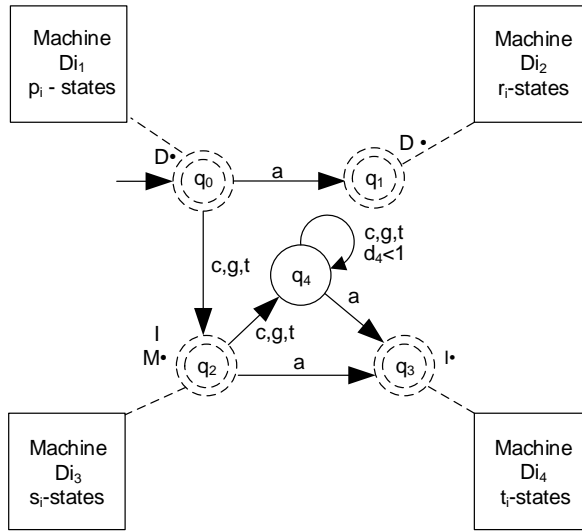 Machine
Di₁
pᵢ - states
Machine
Di₂
rᵢ-states
D•
D •
q₀
a
q₁
c,g,t
c,g,t
d₄<1
q₄
a
c,g,t
I
M•
q₂
a
q₃
I•
Machine
Di₃
sᵢ-states
Machine
Di₄
tᵢ-states